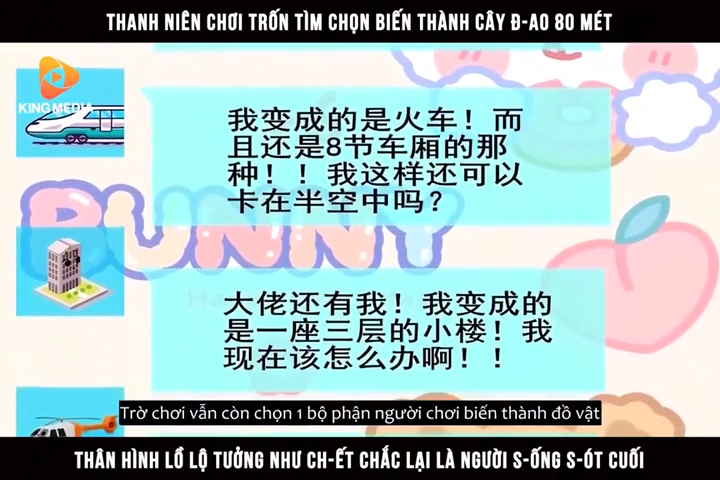 THANH NIÊN CHƠI TRỐN TÌM CHỌN BIẾN THÀNH CÂY Đ-AO 80 MÉT
KING MEDIA
我变成的是火车！而
且还是8节车厢的那
种！！我这样还可以
卡在半空中吗？
BUNNY
大佬还有我！我变成的
是一座三层的小楼！我
现在该怎么办啊！！
Trò chơi vẫn còn chọn 1 bộ phận người chơi biến thành đồ vật
THÂN HÌNH LỒ LỘ TƯỞNG NHƯ CH-ẾT CHẮC LẠI LÀ NGƯỜI S-ỐNG S-ÓT CUỐI